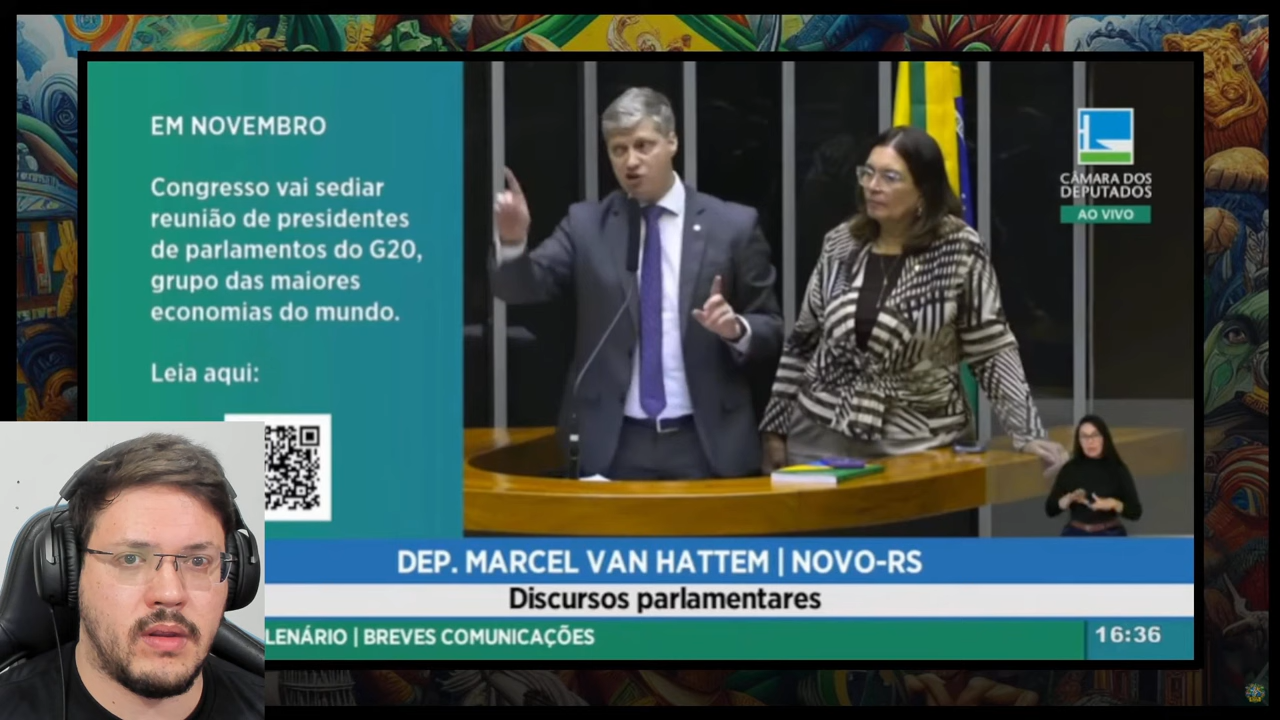 EM NOVEMBRO
Congresso vai sediar
reunião de presidentes
de parlamentos do G20,
grupo das maiores
economias do mundo.
Leia aqui:
CÂMARA DOS
DEPUTADOS
AO VIVO
DEP. MARCEL VAN HATTEM | NOVO-RS
Discursos parlamentares
LENÁRIO | BREVES COMUNICAÇÕES
16:36